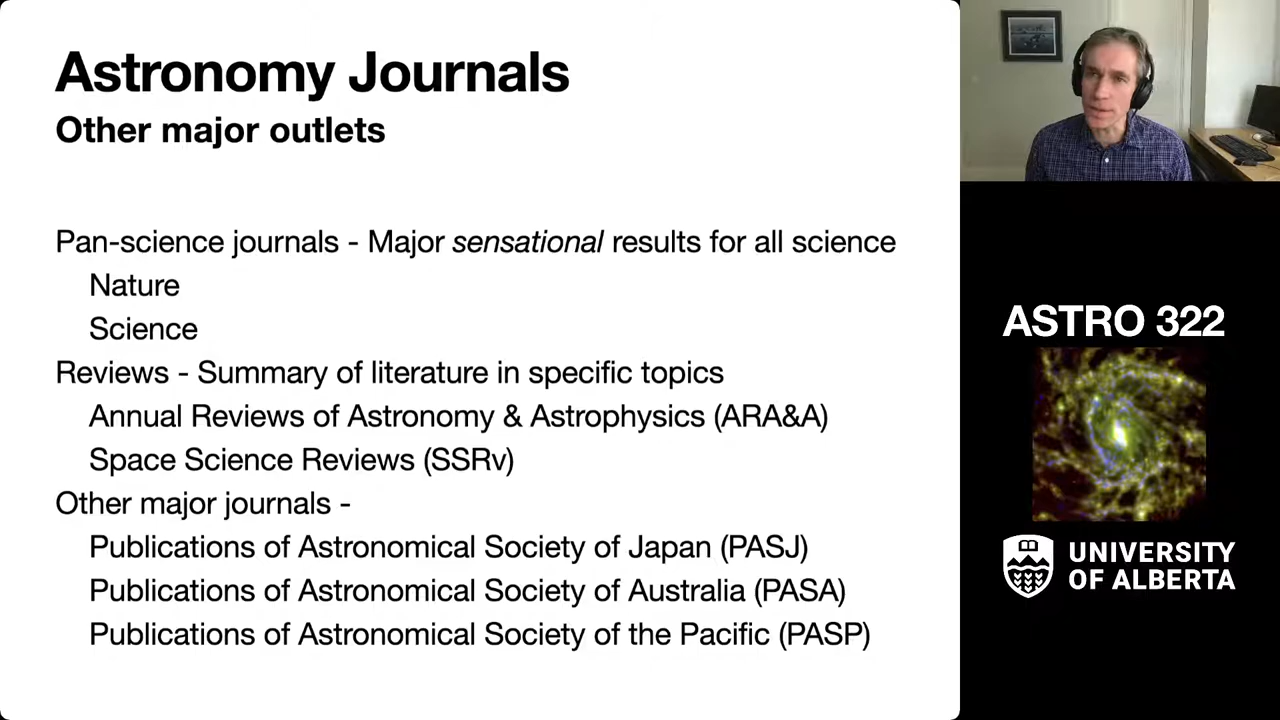 Astronomy Journals
Other major outlets
Pan-science journals - Major sensational results for all science
Nature
Science
Reviews - Summary of literature in specific topics
Annual Reviews of Astronomy & Astrophysics (ARA&A)
Space Science Reviews (SSRv)
Other major journals -
Publications of Astronomical Society of Japan (PASJ)
Publications of Astronomical Society of Australia (PASA)
Publications of Astronomical Society of the Pacific (PASP)
ASTRO 322
UNIVERSITY
OF ALBERTA